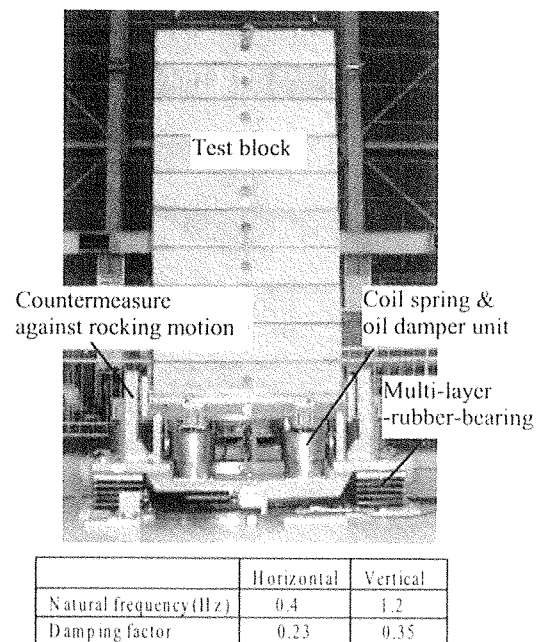 Test block
Countermeasure
against rocking motion
Coil spring &
oil damper unit
Multi-layer
-rubber-bearing
Horizontal Vertical
Natural frequency(Hz) 0.4 1.2
Damping factor 0.23 0.35